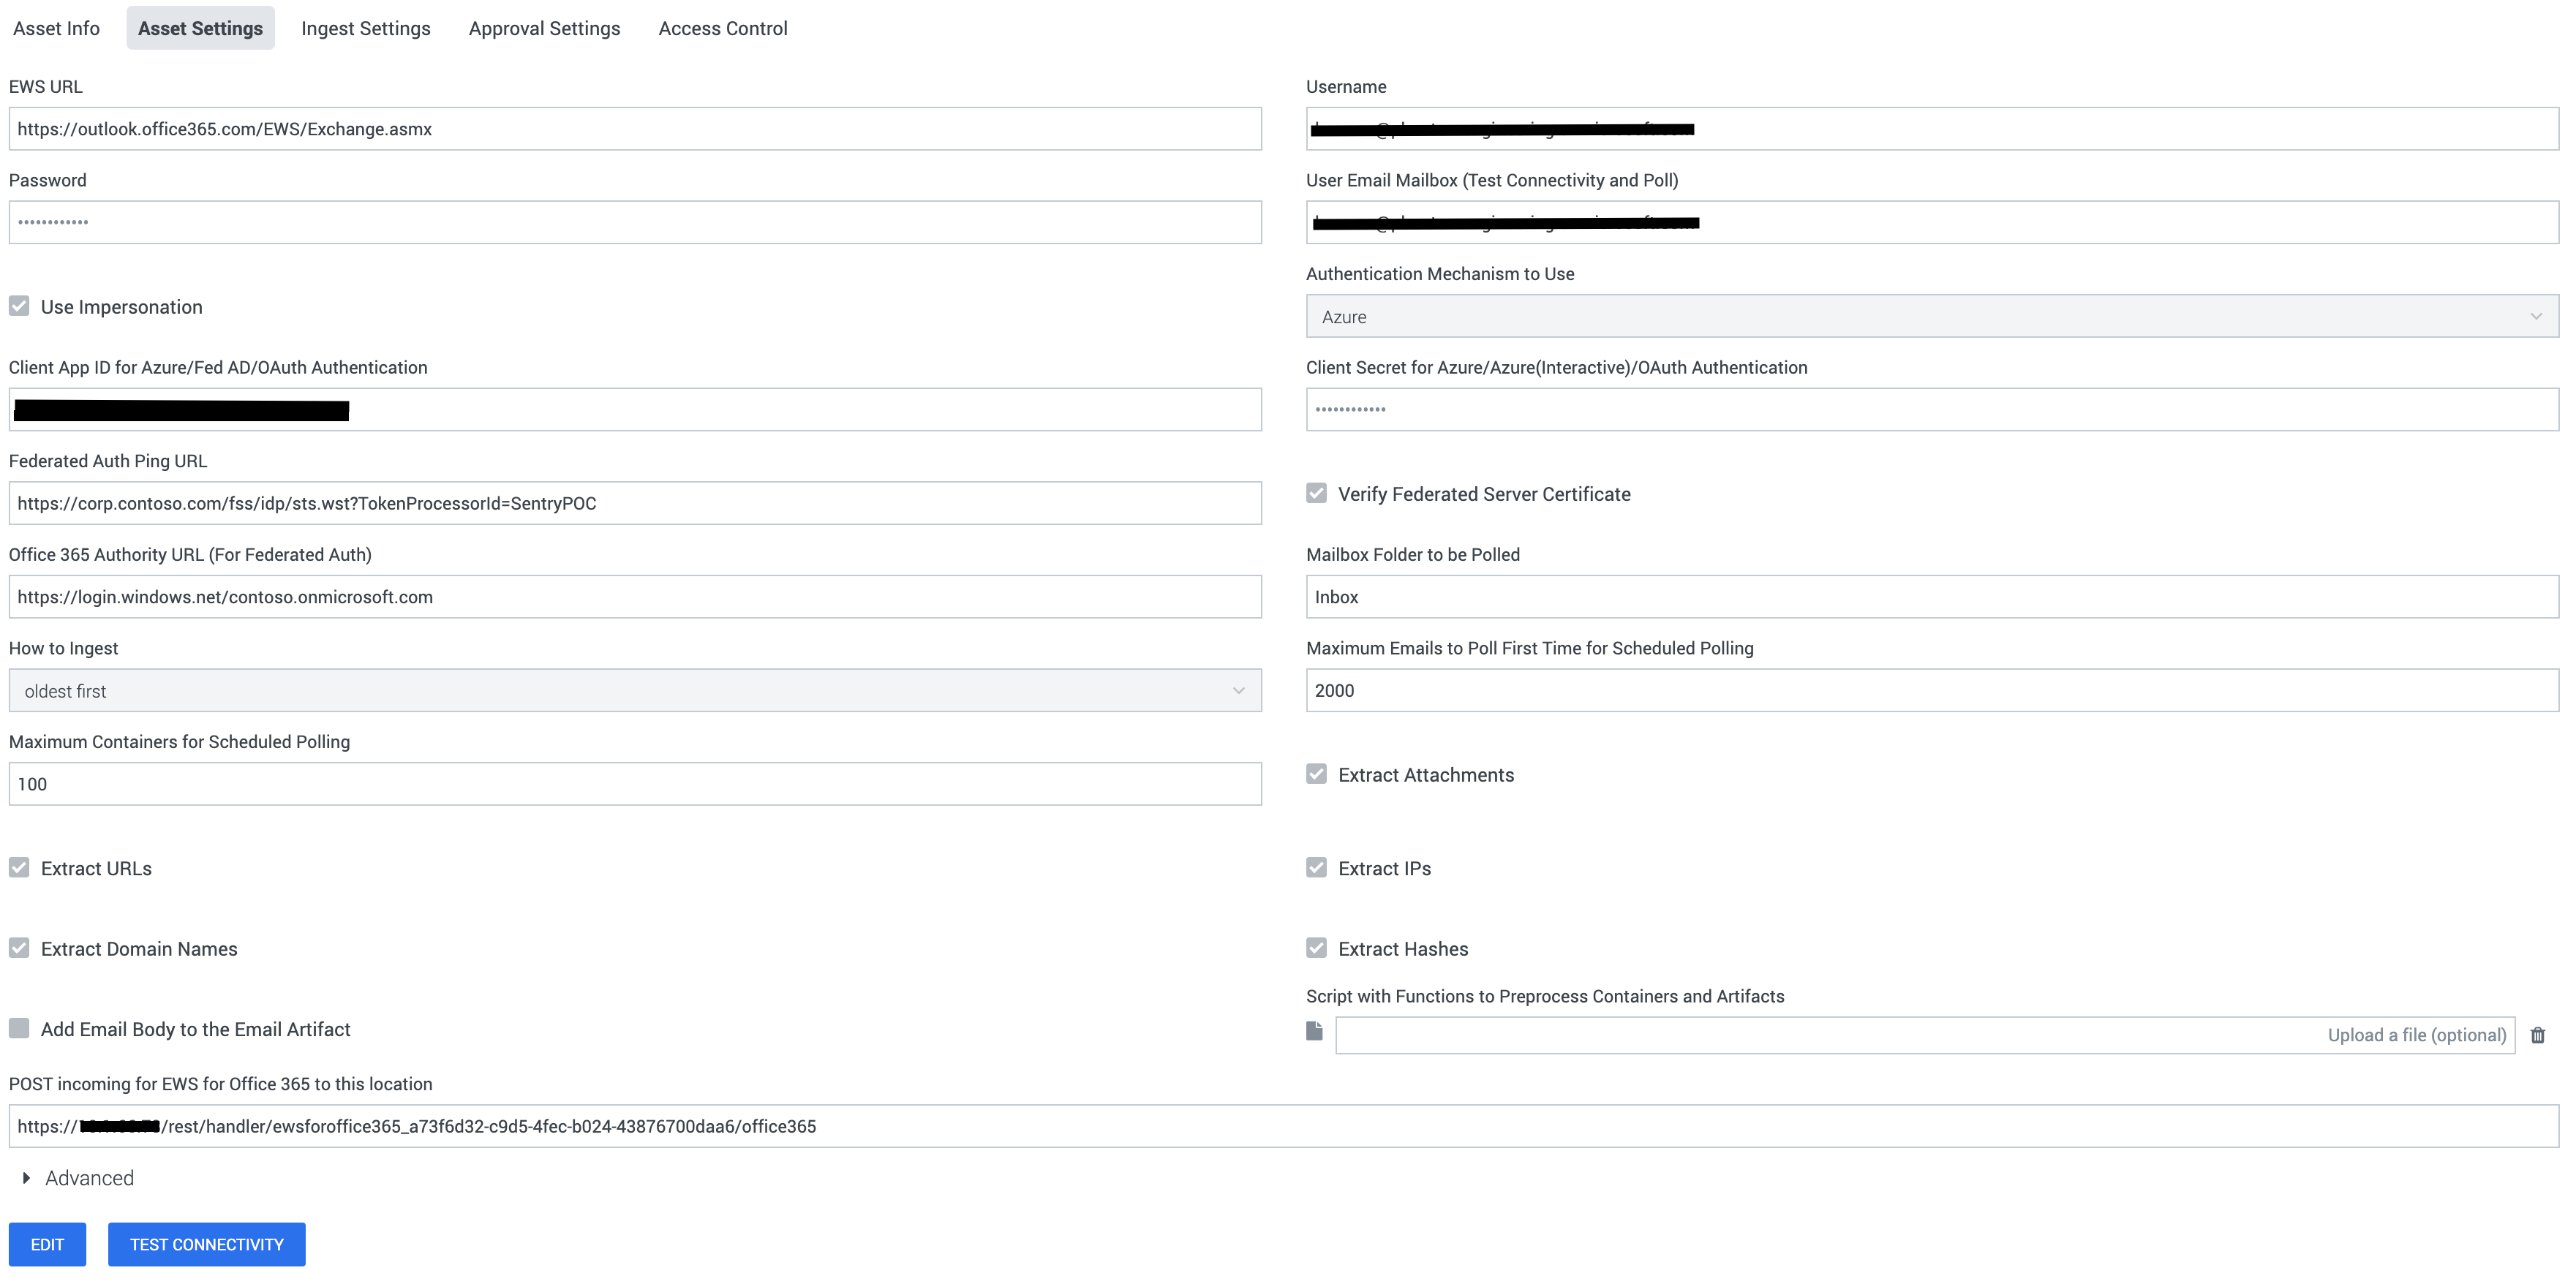 Asset Info Asset Settings Ingest Settings Approval Settings Access Control
EWS URL
https://outlook.office365.com/EWS/Exchange.asmx
Username
Password
••••••••••••
User Email Mailbox (Test Connectivity and Poll)
Use Impersonation
Authentication Mechanism to Use
Azure
Client App ID for Azure/Fed AD/OAuth Authentication
Client Secret for Azure/Azure(Interactive)/OAuth Authentication
••••••••••••
Federated Auth Ping URL
https://corp.contoso.com/fss/idp/sts.wst?TokenProcessorId=SentryPOC
Verify Federated Server Certificate
Office 365 Authority URL (For Federated Auth)
https://login.windows.net/contoso.onmicrosoft.com
Mailbox Folder to be Polled
Inbox
How to Ingest
oldest first
Maximum Emails to Poll First Time for Scheduled Polling
2000
Maximum Containers for Scheduled Polling
100
Extract Attachments
Extract URLs
Extract IPs
Extract Domain Names
Extract Hashes
Add Email Body to the Email Artifact
Script with Functions to Preprocess Containers and Artifacts
Upload a file (optional)
POST incoming for EWS for Office 365 to this location
https:// /rest/handler/ewsforoffice365_a73f6d32-c9d5-4fec-b024-43876700daa6/office365
Advanced
EDIT TEST CONNECTIVITY